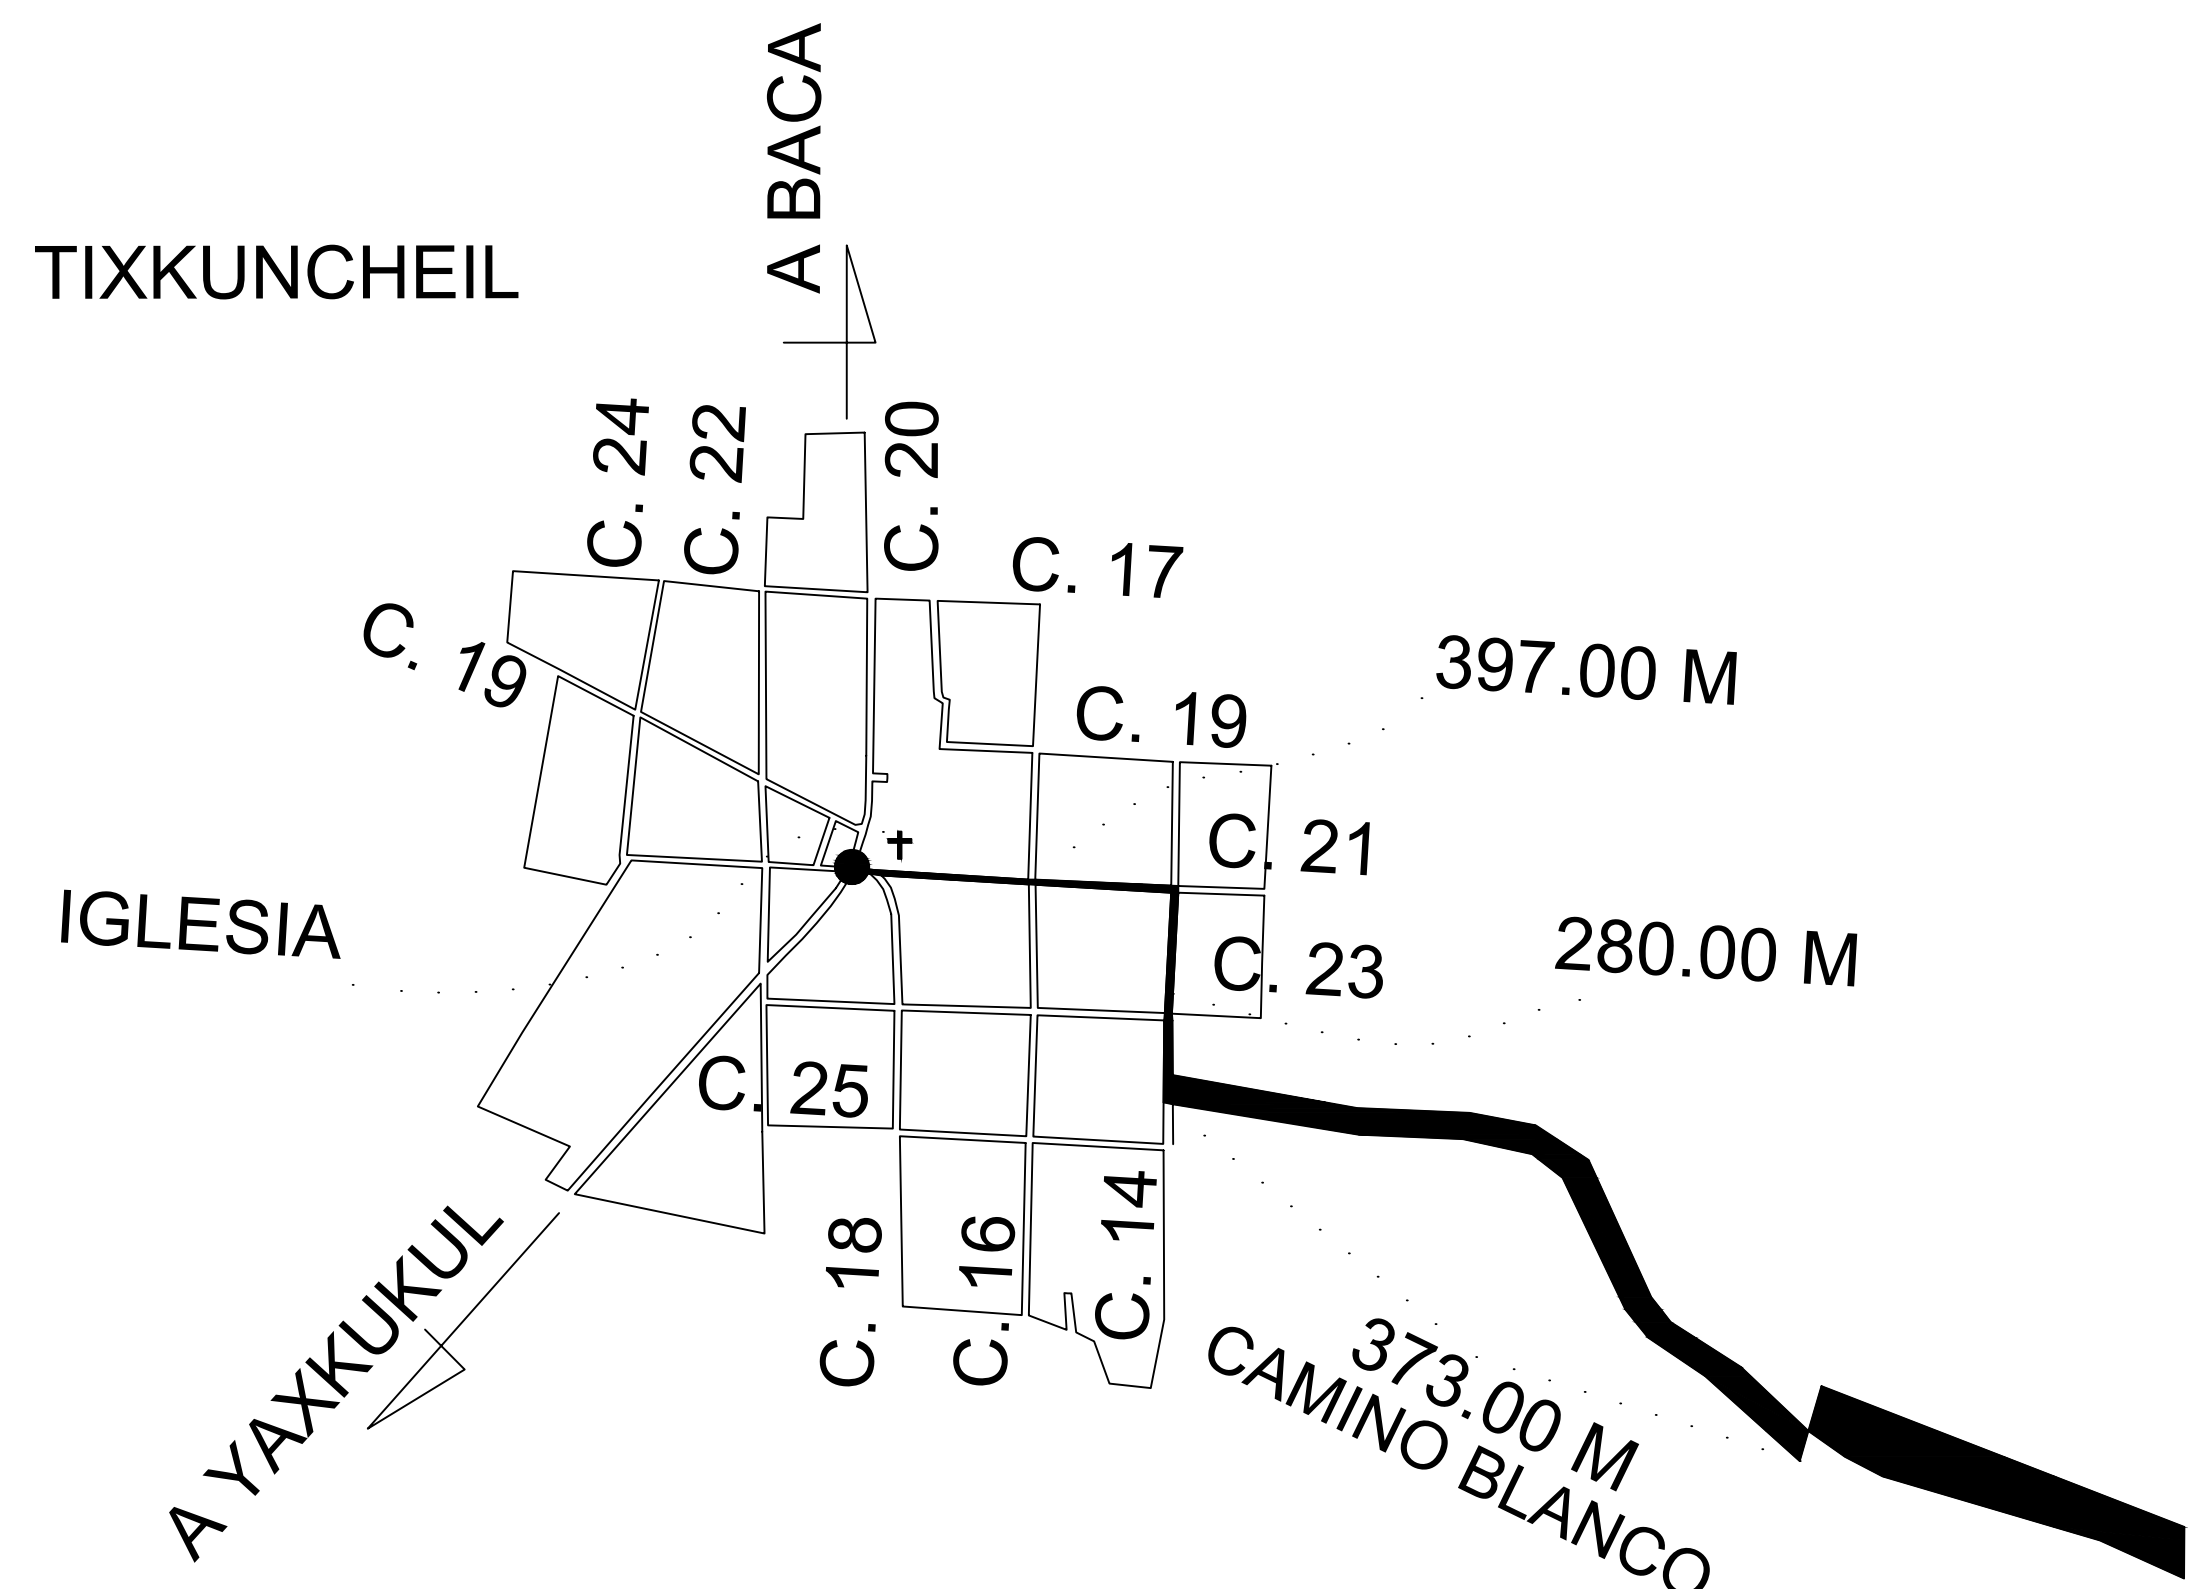 A BACA
TIXKUNCHEIL
C. 24
C. 22
C. 20
C. 17
C. 19
C. 19
397.00 M
C. 21
IGLESIA
C. 23
280.00 M
C. 25
C. 14
C. 18
C. 16
A YAXKUKUL
373.00 M
CAMINO BLANCO